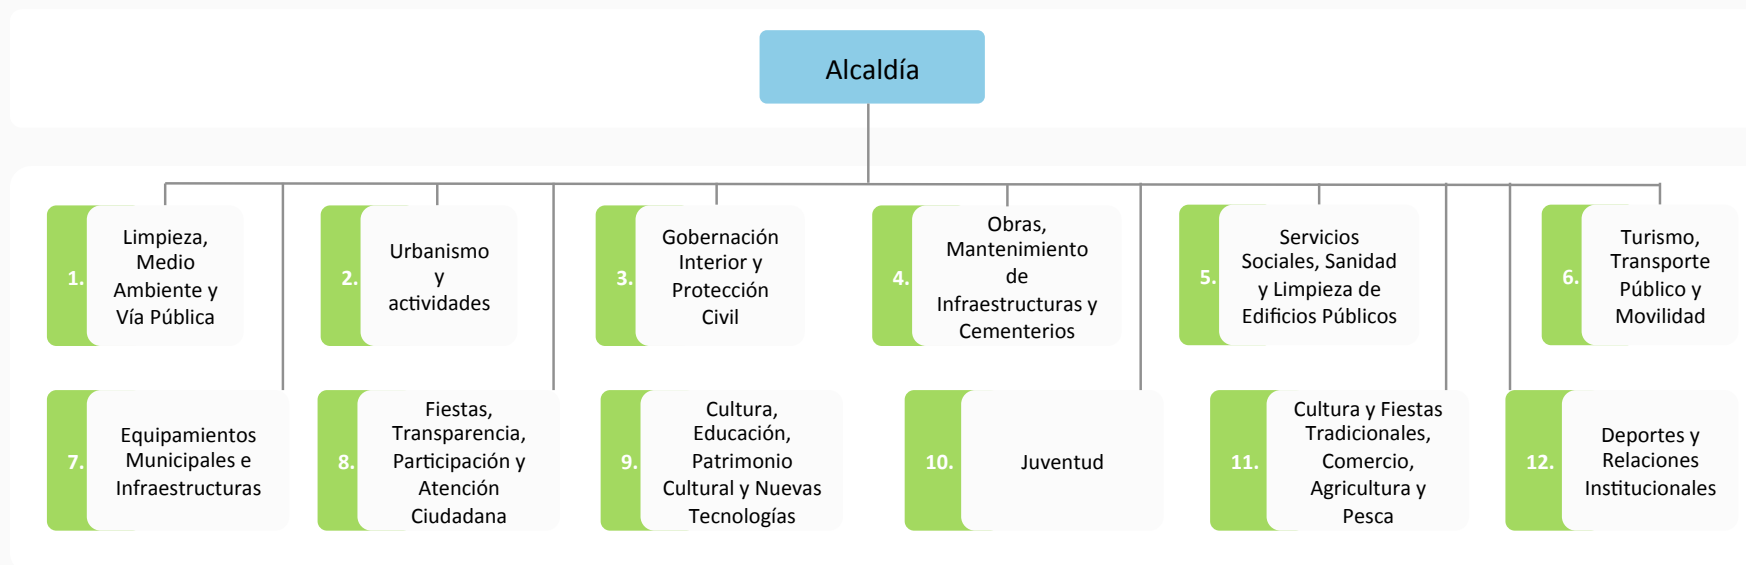 Alcaldía
1.
Limpieza,
Medio
Ambiente y
Vía Pública
2.
Urbanismo
y
actividades
3.
Gobernación
Interior y
Protección
Civil
4.
Obras,
Mantenimiento
de
Infraestructuras y
Cementerios
5.
Servicios
Sociales, Sanidad
y Limpieza de
Edificios Públicos
6.
Turismo,
Transporte
Público y
Movilidad
7.
Equipamientos
Municipales e
Infraestructuras
8.
Fiestas,
Transparencia,
Participación y
Atención
Ciudadana
9.
Cultura,
Educación,
Patrimonio
Cultural y Nuevas
Tecnologías
10.
Juventud
11.
Cultura y Fiestas
Tradicionales,
Comercio,
Agricultura y
Pesca
12.
Deportes y
Relaciones
Institucionales